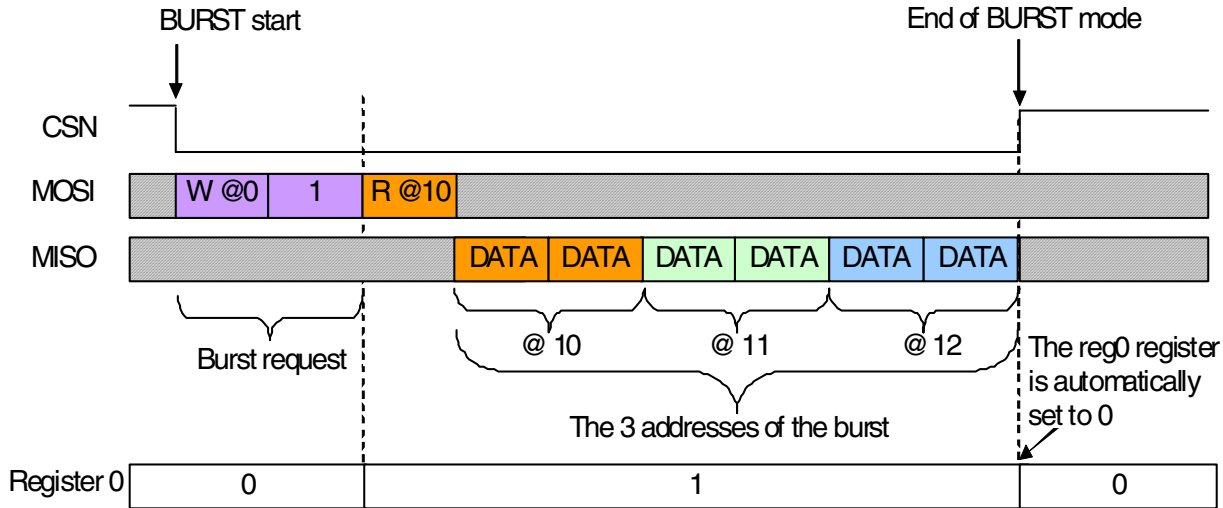 BURST start
End of BURST mode
CSN
MOSI W @0 1 R @10
MISO DATA DATA DATA DATA DATA DATA
Burst request
@ 10 @ 11 @ 12
The 3 addresses of the burst
The reg0 register
is automatically
set to 0
Register 0 0 1 0